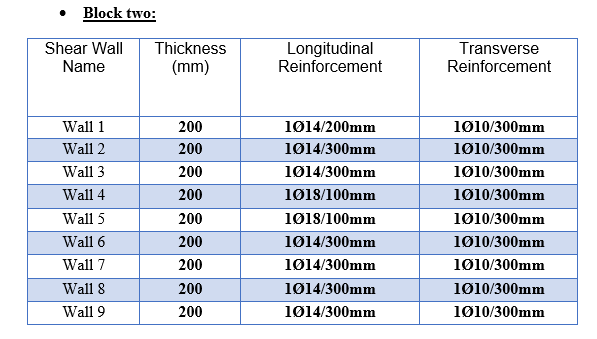 • Block two:
Shear Wall Name Thickness (mm) Longitudinal Reinforcement Transverse Reinforcement
Wall 1 200 1Ø14/200mm 1Ø10/300mm
Wall 2 200 1Ø14/300mm 1Ø10/300mm
Wall 3 200 1Ø14/300mm 1Ø10/300mm
Wall 4 200 1Ø18/100mm 1Ø10/300mm
Wall 5 200 1Ø18/100mm 1Ø10/300mm
Wall 6 200 1Ø14/300mm 1Ø10/300mm
Wall 7 200 1Ø14/300mm 1Ø10/300mm
Wall 8 200 1Ø14/300mm 1Ø10/300mm
Wall 9 200 1Ø14/300mm 1Ø10/300mm